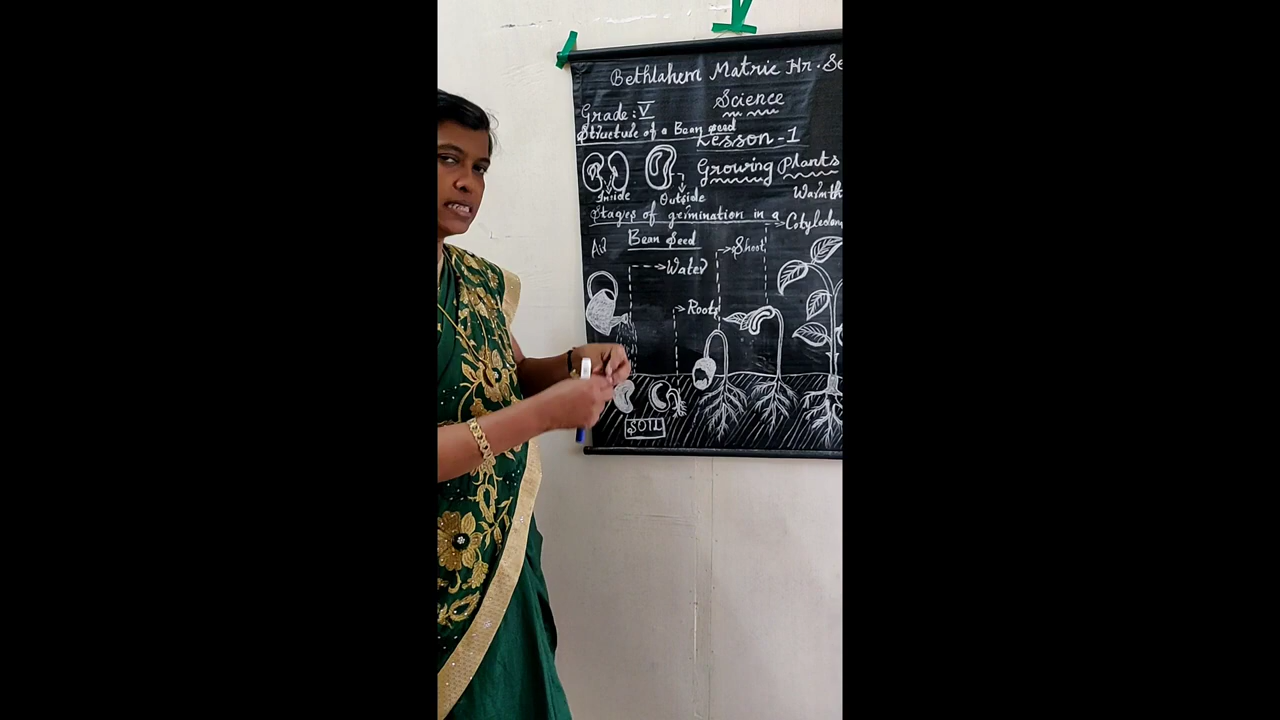 Bethlahem Matric Hr. Se
Science
Grade: V
Structure of a Bean seed
Lesson - 1
Growing Plants
Inside
Outside
Warmth
Stages of germination in a
Bean Seed
Cotyledon
Air
Shoot
Water
Roots
SOIL